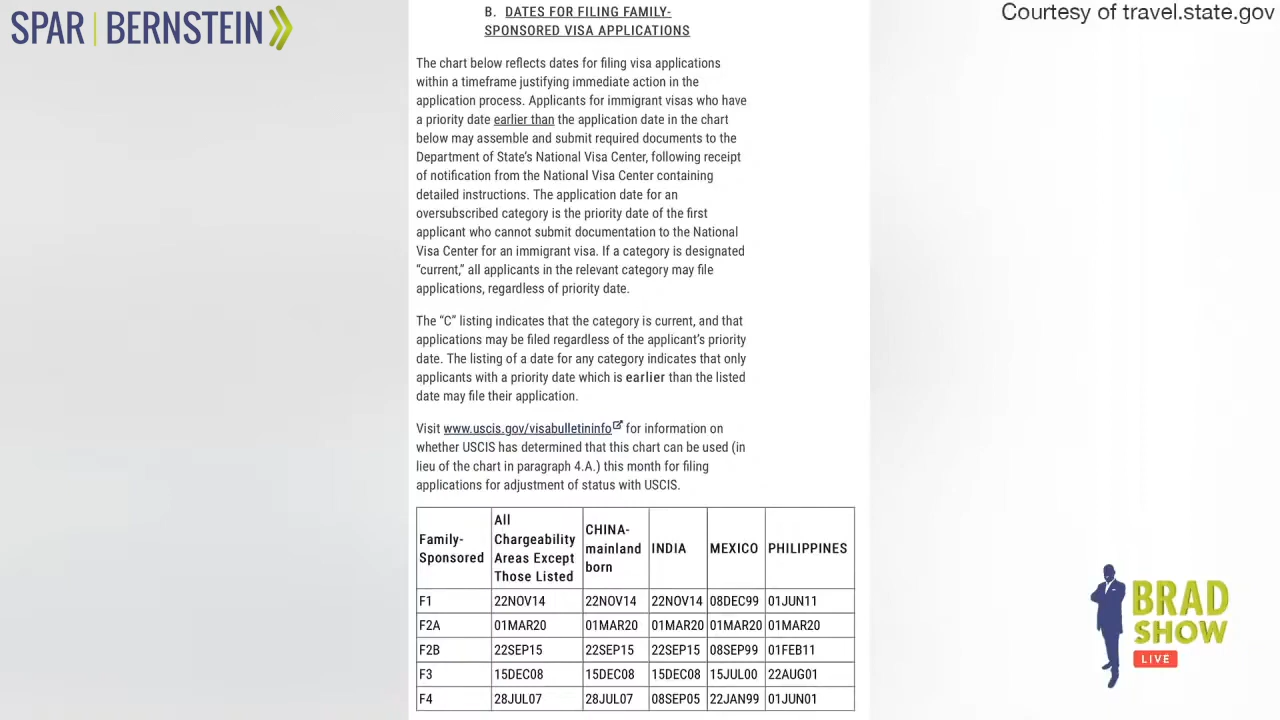 SPAR | BERNSTEIN
Courtesy of travel.state.gov
B. DATES FOR FILING FAMILY-
SPONSORED VISA APPLICATIONS
The chart below reflects dates for filing visa applications
within a timeframe justifying immediate action in the
application process. Applicants for immigrant visas who have
a priority date earlier than the application date in the chart
below may assemble and submit required documents to the
Department of State's National Visa Center, following receipt
of notification from the National Visa Center containing
detailed instructions. The application date for an
oversubscribed category is the priority date of the first
applicant who cannot submit documentation to the National
Visa Center for an immigrant visa. If a category is designated
“current,” all applicants in the relevant category may file
applications, regardless of priority date.
The “C” listing indicates that the category is current, and that
applications may be filed regardless of the applicant's priority
date. The listing of a date for any category indicates that only
applicants with a priority date which is earlier than the listed
date may file their application.
Visit www.uscis.gov/visabulletininfo for information on
whether USCIS has determined that this chart can be used (in
lieu of the chart in paragraph 4.A.) this month for filing
applications for adjustment of status with USCIS.
Family-
Sponsored
All
Chargeability
Areas Except
Those Listed
CHINA-
mainland
born
INDIA
MEXICO
PHILIPPINES
F1 22NOV14 22NOV14 22NOV14 08DEC99 01JUN11
F2A 01MAR20 01MAR20 01MAR20 01MAR20 01MAR20
F2B 22SEP15 22SEP15 22SEP15 08SEP99 01FEB11
F3 15DEC08 15DEC08 15DEC08 15JUL00 22AUG01
F4 28JUL07 28JUL07 08SEP05 22JAN99 01JUN01
BRAD
SHOW
LIVE